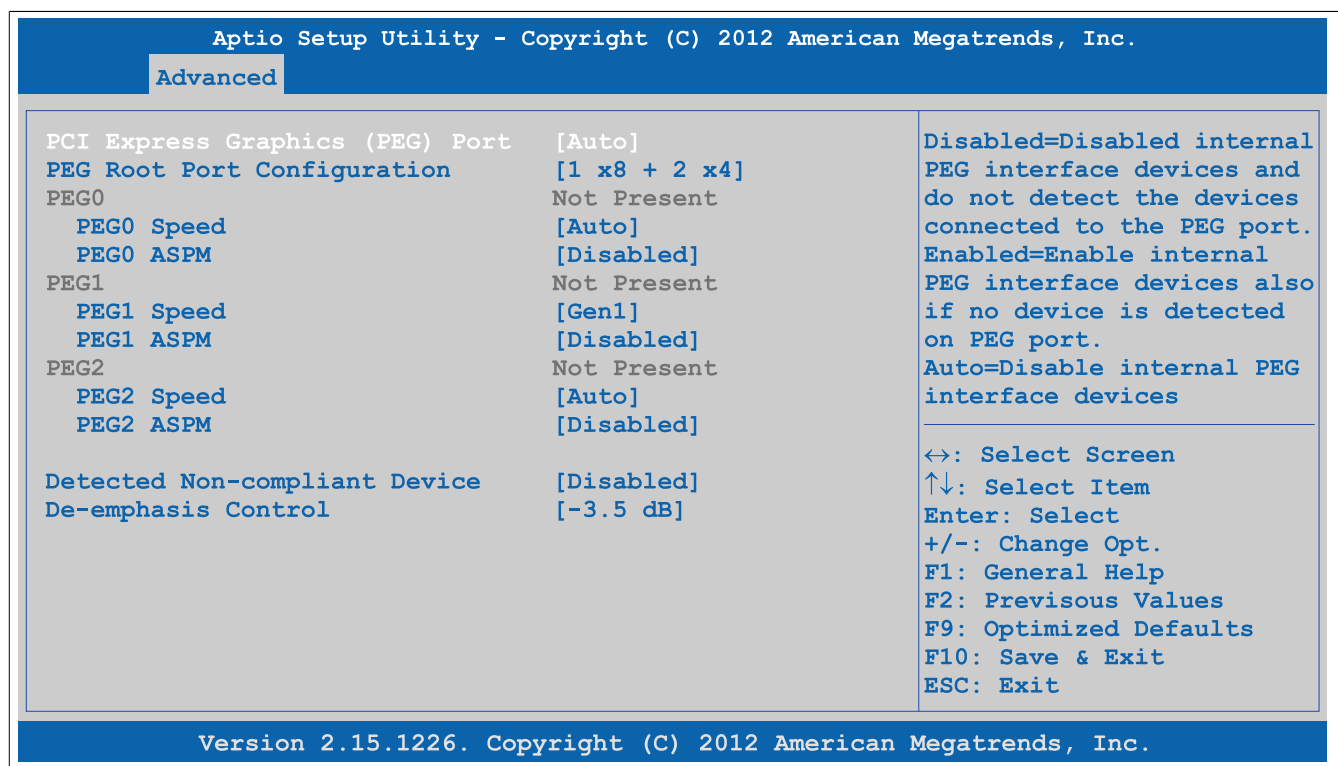 Aptio Setup Utility - Copyright (C) 2012 American Megatrends, Inc.
Advanced
PCI Express Graphics (PEG) Port [Auto]
PEG Root Port Configuration [1 x8 + 2 x4]
PEG0 Not Present
PEG0 Speed [Auto]
PEG0 ASPM [Disabled]
PEG1 Not Present
PEG1 Speed [Gen1]
PEG1 ASPM [Disabled]
PEG2 Not Present
PEG2 Speed [Auto]
PEG2 ASPM [Disabled]
Detected Non-compliant Device [Disabled]
De-emphasis Control [-3.5 dB]
Disabled=Disabled internal
PEG interface devices and
do not detect the devices
connected to the PEG port.
Enabled=Enable internal
PEG interface devices also
if no device is detected
on PEG port.
Auto=Disable internal PEG
interface devices
↔: Select Screen
↑↓: Select Item
Enter: Select
+/-: Change Opt.
F1: General Help
F2: Previsous Values
F9: Optimized Defaults
F10: Save & Exit
ESC: Exit
Version 2.15.1226. Copyright (C) 2012 American Megatrends, Inc.